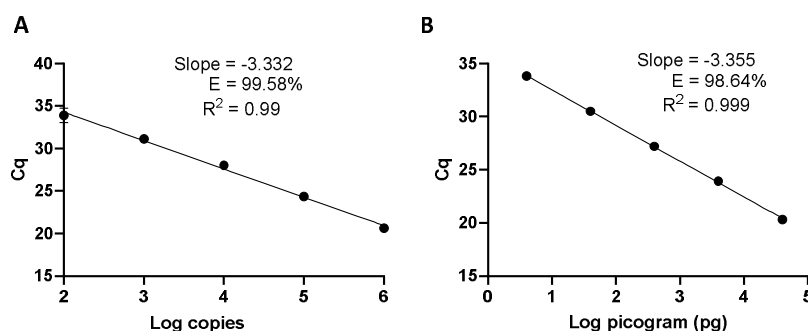 A
Slope = -3.332
E = 99.58%
R² = 0.99
40
35
30
25
20
15
Cq
2
3
4
5
6
Log copies
B
Slope = -3.355
E = 98.64%
R² = 0.999
35
30
25
20
15
Cq
0
1
2
3
4
5
Log picogram (pg)